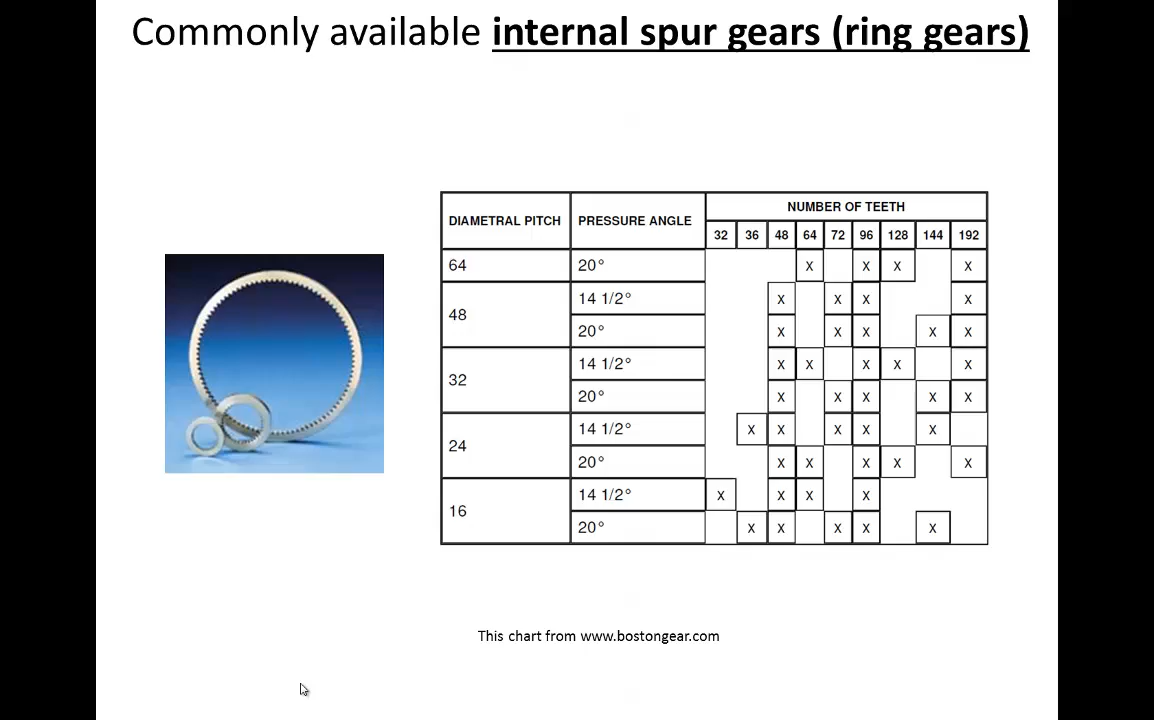 Commonly available internal spur gears (ring gears)
NUMBER OF TEETH
DIAMETRAL PITCH PRESSURE ANGLE
32 36 48 64 72 96 128 144 192
64 20° X X X X
48 14 1/2° X X X X
20° X X X X X
32 14 1/2° X X X X X
20° X X X X X
24 14 1/2° X X X X X
20° X X X X X
16 14 1/2° X X X X
20° X X X X X
This chart from www.bostongear.com